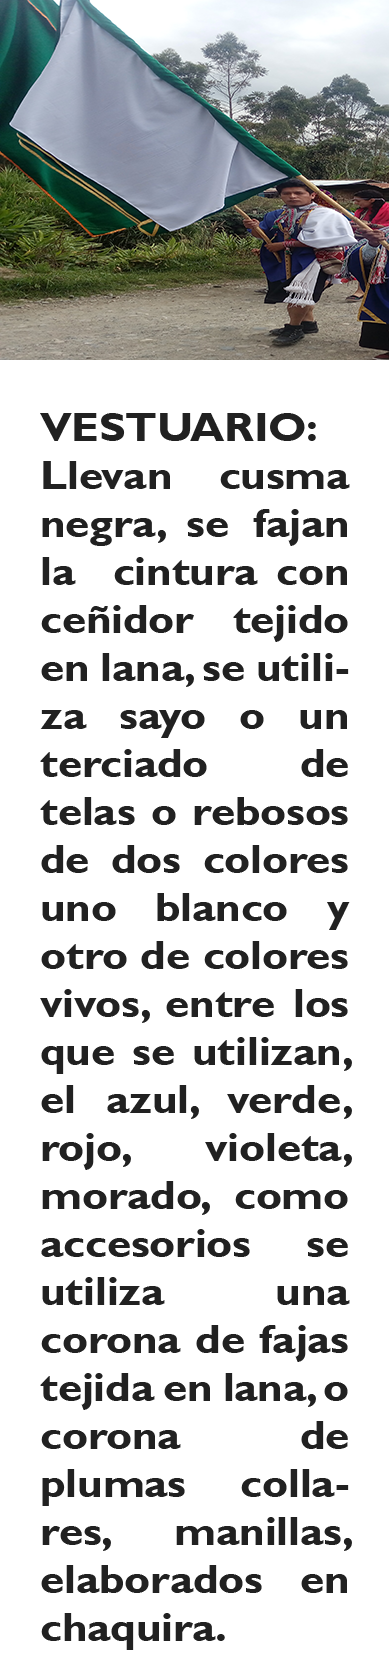 VESTUARIO:
Llevan cusma
negra, se fajan
la cintura con
ceñidor tejido
en lana, se utili-
za sayo o un
terciado de
telas o rebosos
de dos colores
uno blanco y
otro de colores
vivos, entre los
que se utilizan,
el azul, verde,
rojo, violeta,
morado, como
accesorios se
utiliza una
corona de fajas
tejida en lana, o
corona de
plumas colla-
res, manillas,
elaborados en
chaquira.